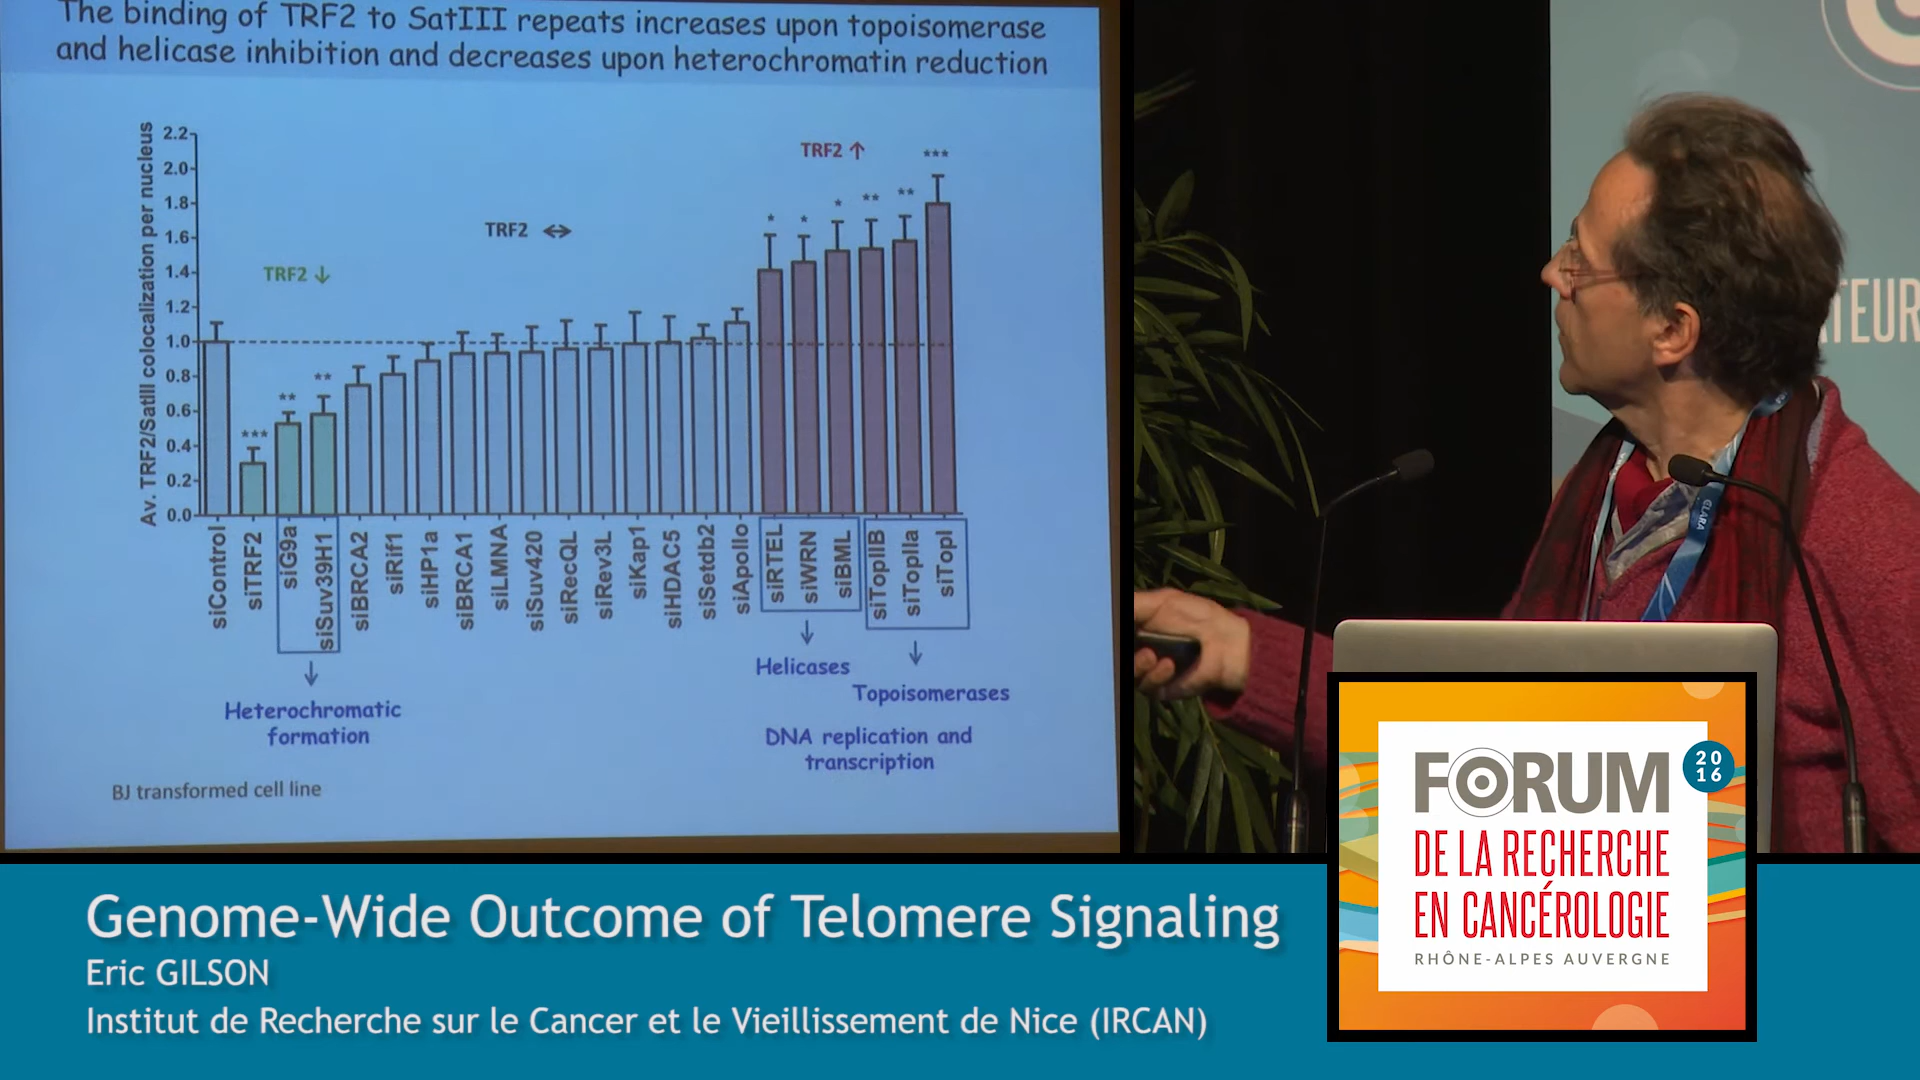 The binding of TRF2 to SatIII repeats increases upon topoisomerase
and helicase inhibition and decreases upon heterochromatin reduction
Av. TRF2/SatIII colocalization per nucleus
2.2
2.0
1.8
1.6
1.4
1.2
1.0
0.8
0.6
0.4
0.2
0.0
TRF2 ↓
TRF2 ↔
TRF2 ↑
***
**
**
*
*
*
**
**
***
siControl
siTRF2
siG9a
siSuv39H1
siBRCA2
siRif1
siHP1a
siBRCA1
siLMNA
siSuv420
siRecQL
siRev3L
siKap1
siHDAC5
siSetdb2
siApollo
siRTEL
siWRN
siBML
siTopIIB
siTopIIa
siTopI
Heterochromatic
formation
Helicases
Topoisomerases
DNA replication and
transcription
BJ transformed cell line
ATEUR
CLARA
Genome-Wide Outcome of Telomere Signaling
Eric GILSON
Institut de Recherche sur le Cancer et le Vieillissement de Nice (IRCAN)
FORUM
20
16
DE LA RECHERCHE
EN CANCÉROLOGIE
RHÔNE-ALPES AUVERGNE